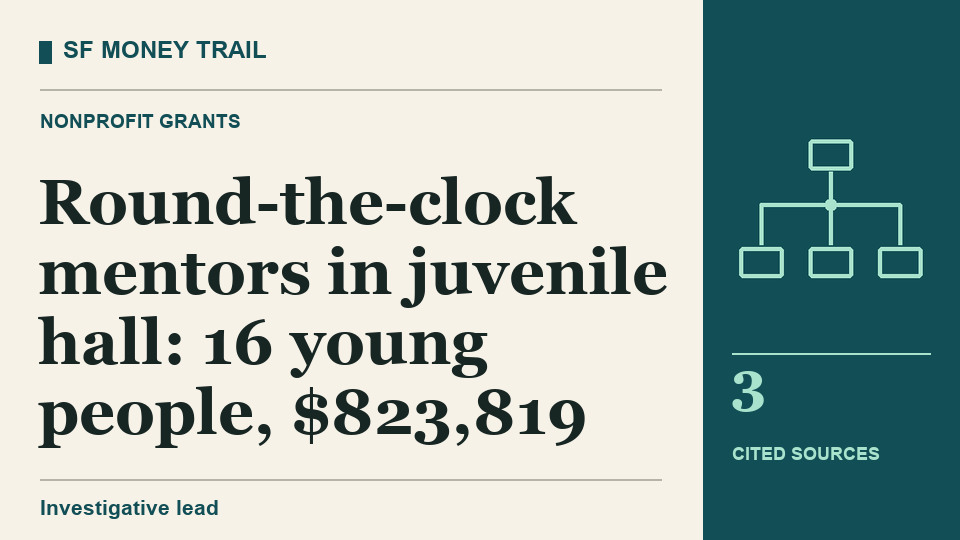 SF MONEY TRAIL
NONPROFIT GRANTS
Round-the-clock
mentors in juvenile
hall: 16 young
people, $823,819
Investigative lead
3
CITED SOURCES